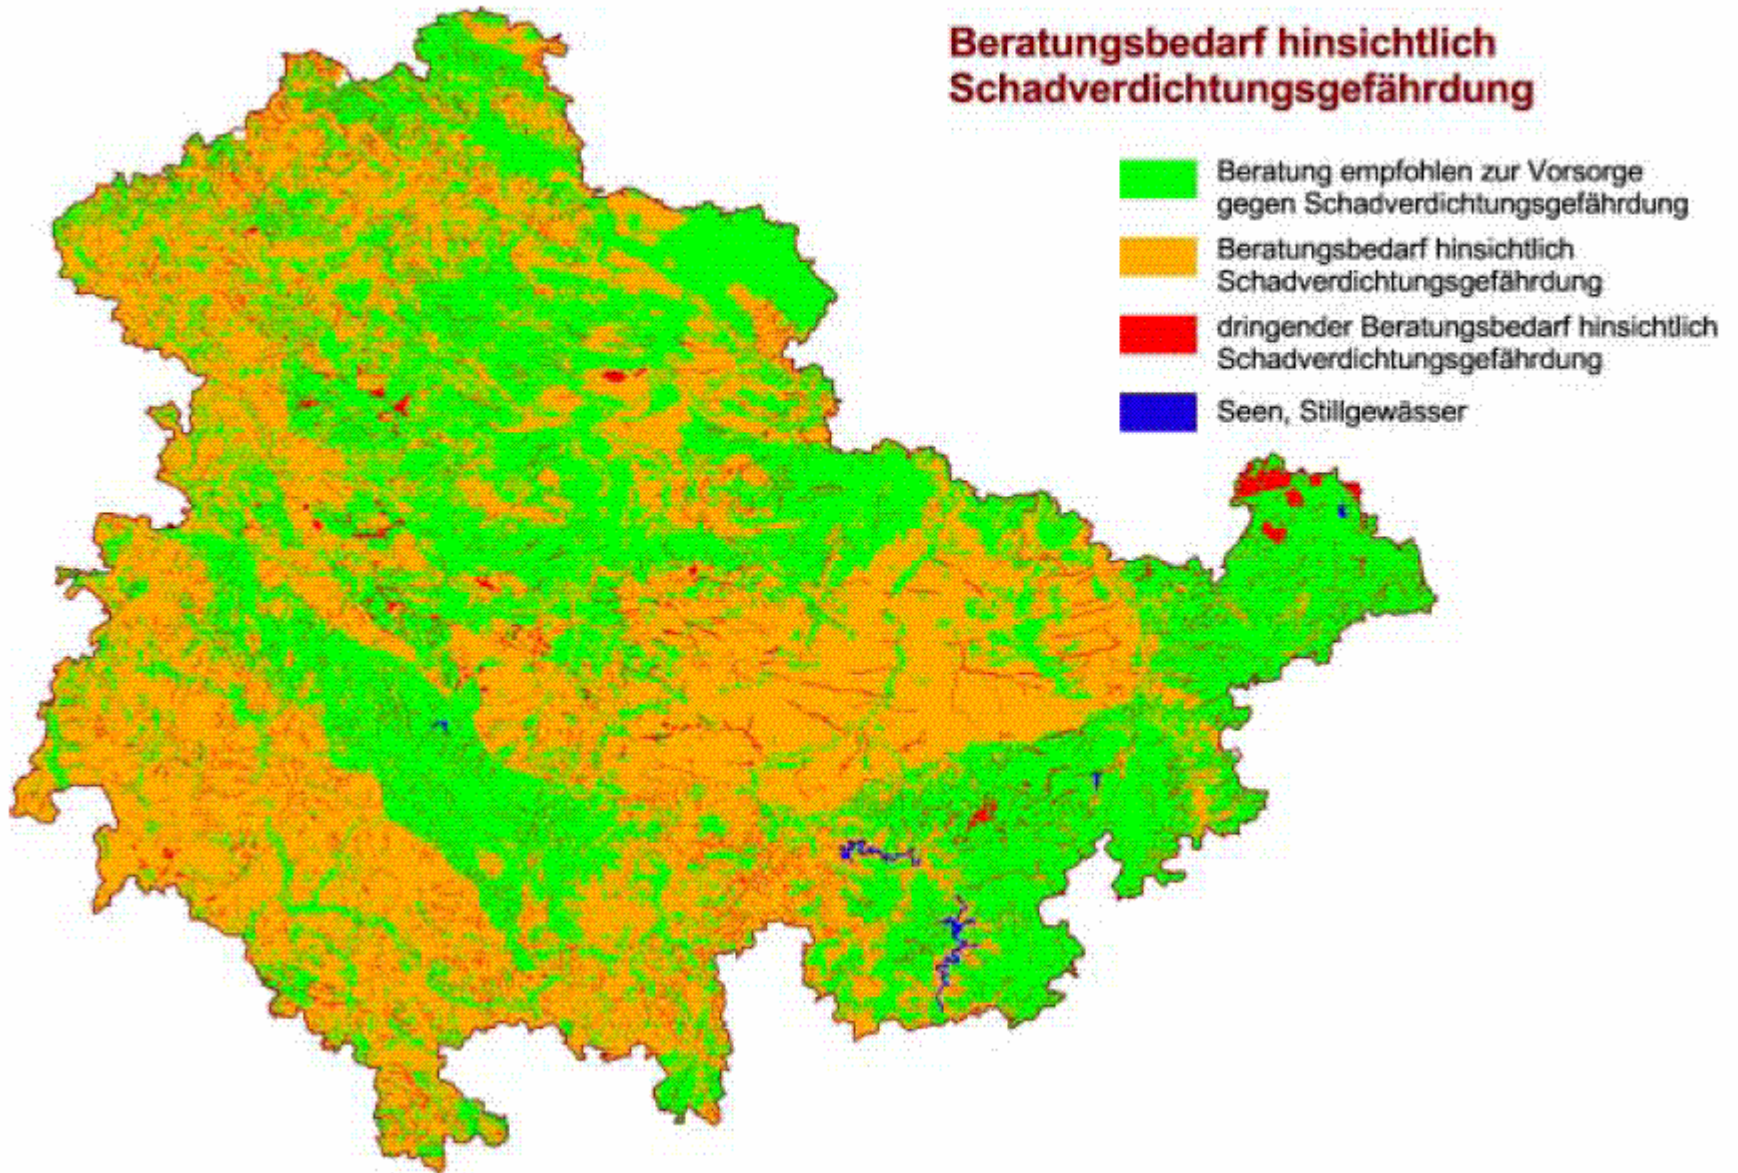 Beratungsbedarf hinsichtlich
Schadverdichtungsgefährdung
Beratung empfohlen zur Vorsorge
gegen Schadverdichtungsgefährdung
Beratungsbedarf hinsichtlich
Schadverdichtungsgefährdung
dringender Beratungsbedarf hinsichtlich
Schadverdichtungsgefährdung
Seen, Stillgewässer